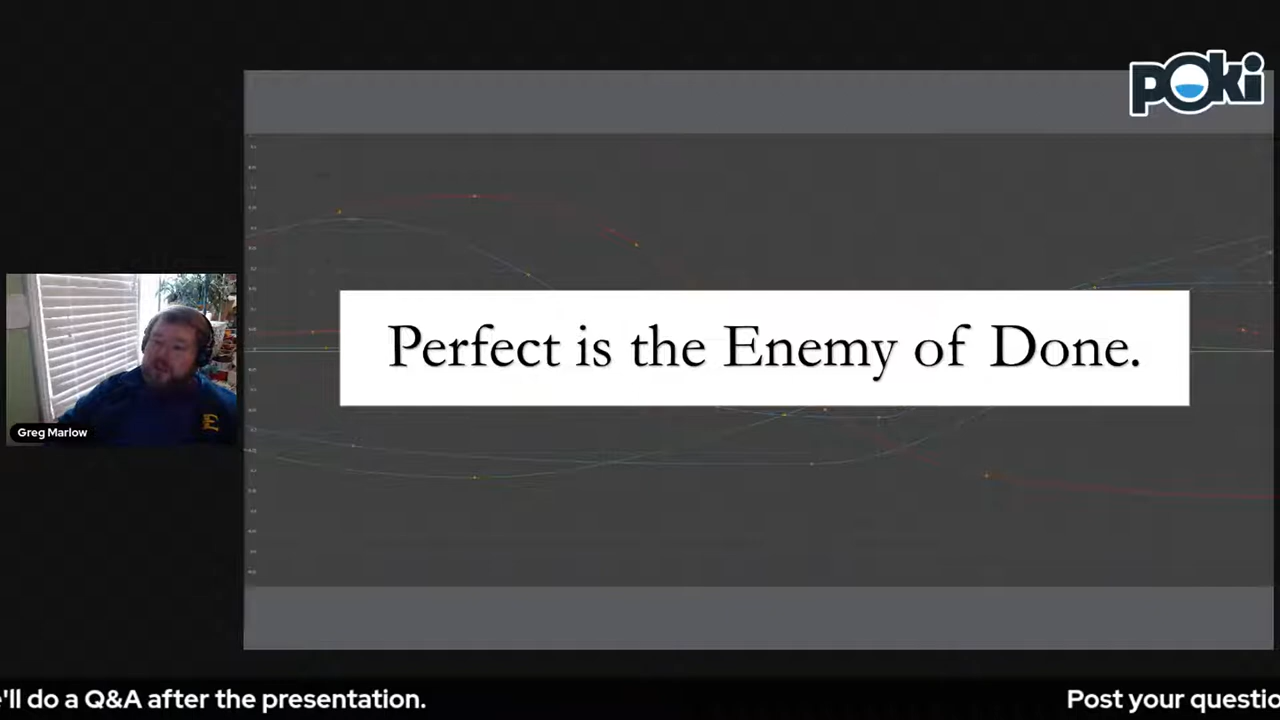 poki
Perfect is the Enemy of Done.
Greg Marlow
'll do a Q&A after the presentation.
Post your questio